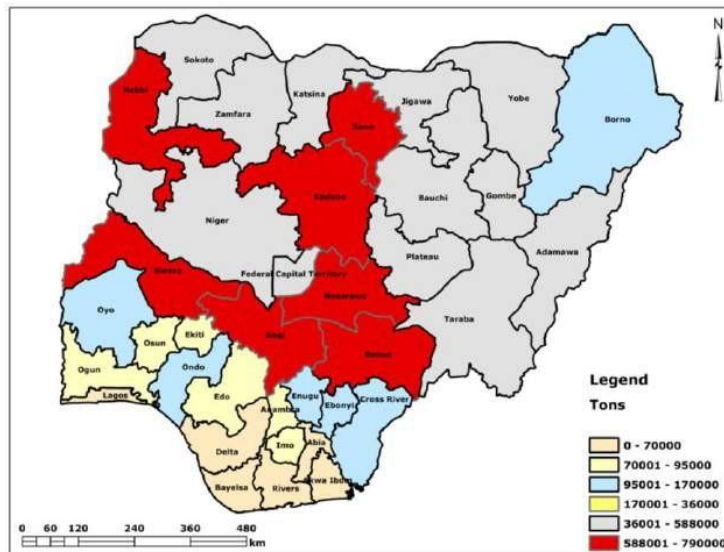 N
Sokoto
Kebbi
Katsina
Yobe
Jigawa
Zamfara
Kano
Borno
Kaduna
Bauchi
Gombe
Niger
Adamawa
Plateau
Federal Capital Territory
Kwara
Nasarawa
Taraba
Oyo
Kogi
Benue
Ekiti
Osun
Ogun
Ondo
Enugu
Ebonyi
Cross River
Lagos
Edo
Anambra
Imo
Abia
Delta
Akwa Ibom
Bayelsa
Rivers
Legend
Tons
0 - 70000
70001 - 95000
95001 - 170000
170001 - 36000
36001 - 588000
588001 - 790000
0 60 120 240 360 480
km